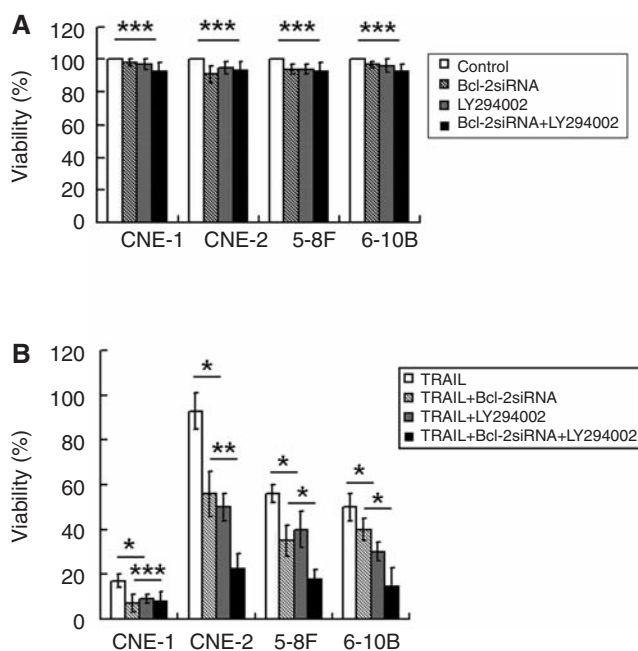 A
Viability (%)
120
100
80
60
40
20
0
***
***
***
***
CNE-1
CNE-2
5-8F
6-10B
Control
Bcl-2siRNA
LY294002
Bcl-2siRNA+LY294002
B
Viability (%)
120
100
80
60
40
20
0
*
***
*
**
*
*
*
*
CNE-1
CNE-2
5-8F
6-10B
TRAIL
TRAIL+Bcl-2siRNA
TRAIL+LY294002
TRAIL+Bcl-2siRNA+LY294002